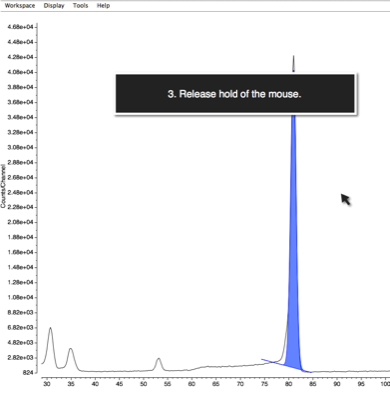 Workspace Display Tools Help
4.68e+04
4.48e+04
4.28e+04
4.08e+04
3.88e+04
3. Release hold of the mouse.
3.68e+04
3.48e+04
3.28e+04
3.08e+04
2.88e+04
2.68e+04
2.48e+04
2.28e+04
2.08e+04
1.88e+04
1.68e+04
1.48e+04
1.28e+04
1.08e+04
8.82e+03
6.82e+03
4.82e+03
2.82e+03
824
Counts/Channel
30 35 40 45 50 55 60 65 70 75 80 85 90 95 100